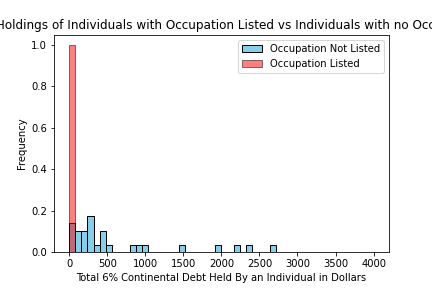 Holdings of Individuals with Occupation Listed vs Individuals with no Occ
Occupation Not Listed
Occupation Listed
Frequency
1.0
0.8
0.6
0.4
0.2
0.0
0 500 1000 1500 2000 2500 3000 3500 4000
Total 6% Continental Debt Held By an Individual in Dollars